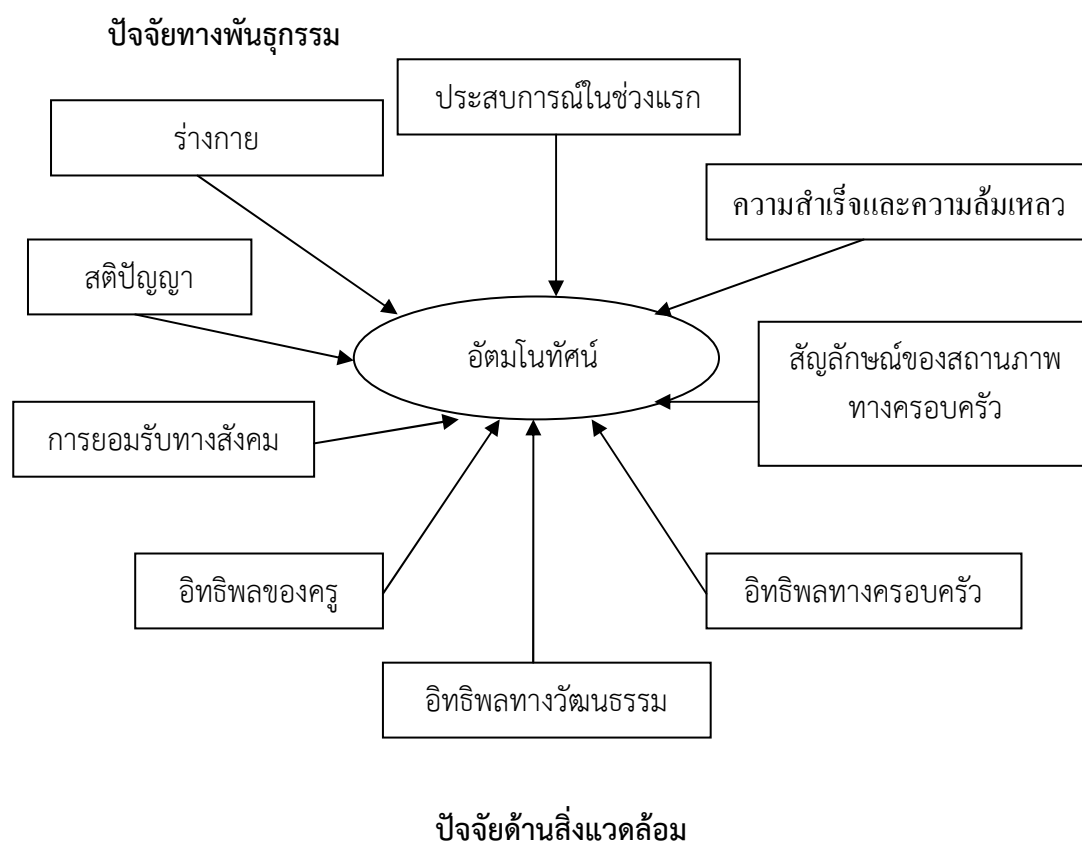 ปัจจัยทางพันธุกรรม
ประสบการณ์ในช่วงแรก
ร่างกาย
ความสำเร็จและความล้มเหลว
สติปัญญา
อัตมโนทัศน์
สัญลักษณ์ของสถานภาพ
ทางครอบครัว
การยอมรับทางสังคม
อิทธิพลของครู
อิทธิพลทางครอบครัว
อิทธิพลทางวัฒนธรรม
ปัจจัยด้านสิ่งแวดล้อม